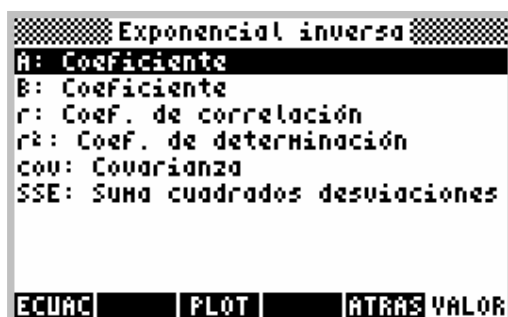 Exponencial inversa
A: Coeficiente
B: Coeficiente
r: Coef. de correlación
r²: Coef. de determinación
cov: Covarianza
SSE: Suma cuadrados desviaciones
ECUAC PLOT ATRAS VALOR